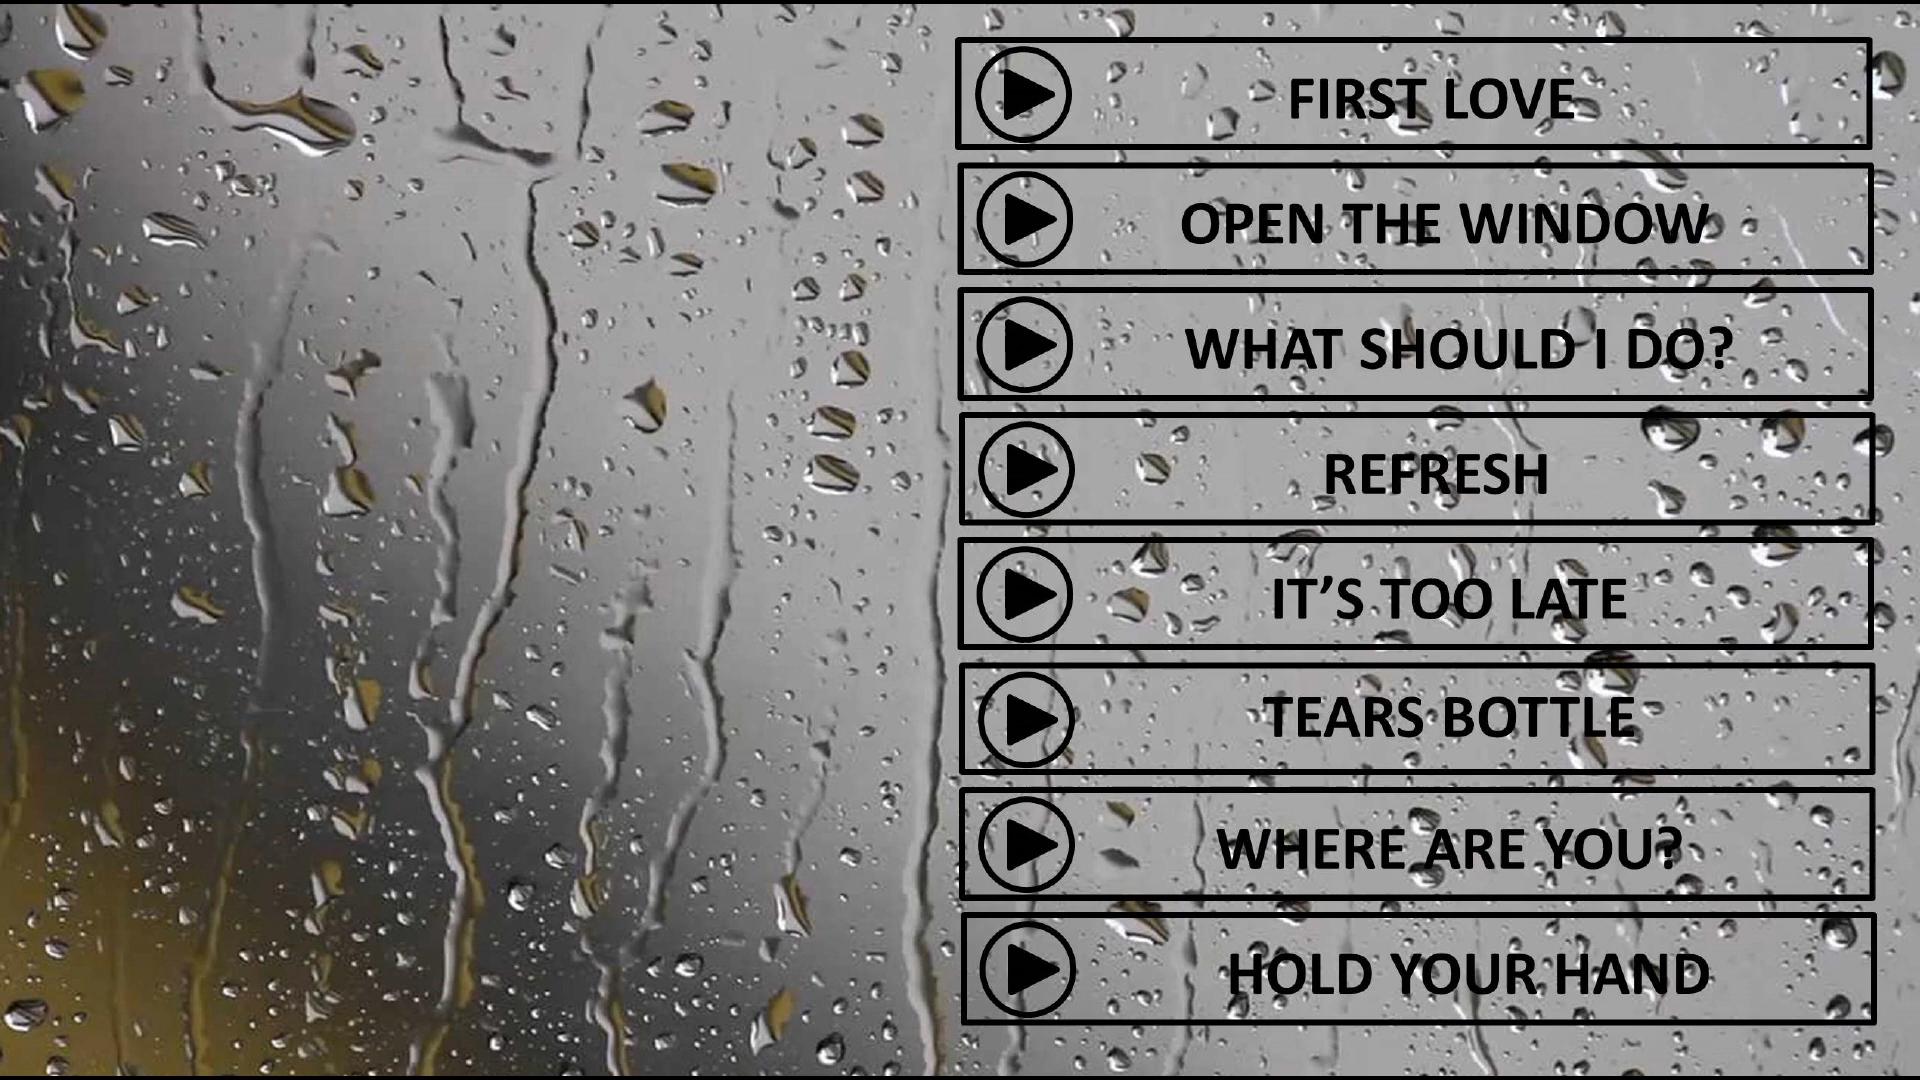 FIRST LOVE
OPEN THE WINDOW
WHAT SHOULD I DO?
REFRESH
IT’S TOO LATE
TEARS BOTTLE
WHERE ARE YOU?
HOLD YOUR HAND